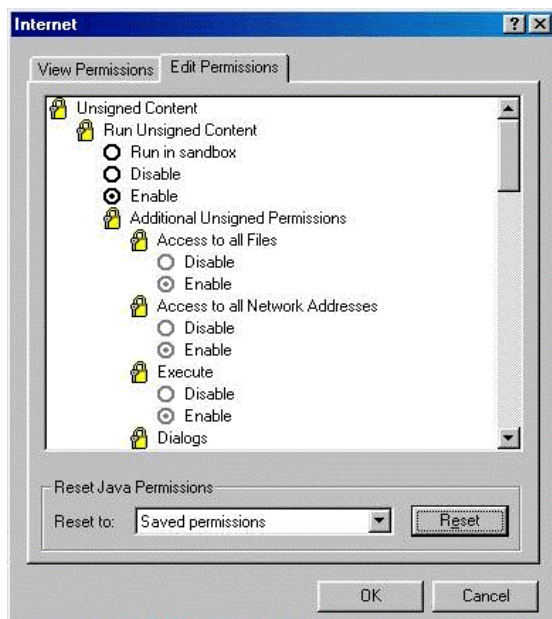 Internet
View Permissions Edit Permissions
Unsigned Content
Run Unsigned Content
Run in sandbox
Disable
Enable
Additional Unsigned Permissions
Access to all Files
Disable
Enable
Access to all Network Addresses
Disable
Enable
Execute
Disable
Enable
Dialogs
Reset Java Permissions
Reset to: Saved permissions Reset
OK Cancel